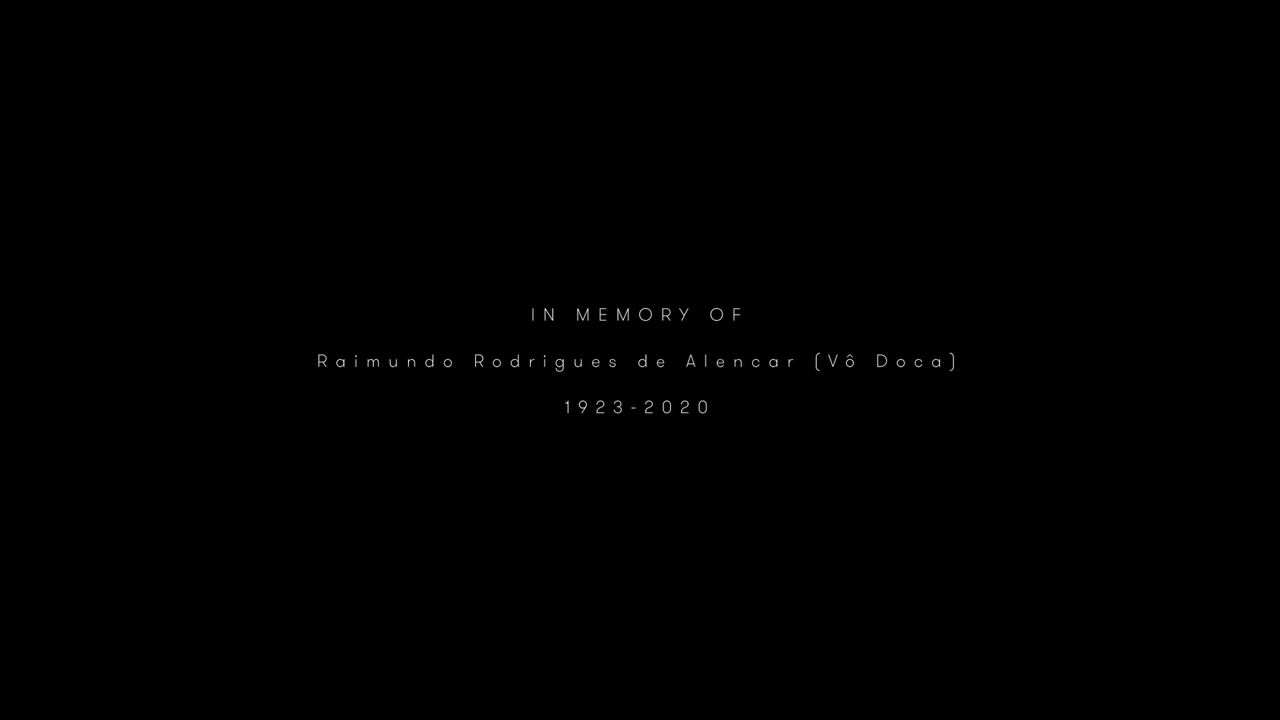 IN MEMORY OF
Raimundo Rodrigues de Alencar (Vô Doca)
1923-2020